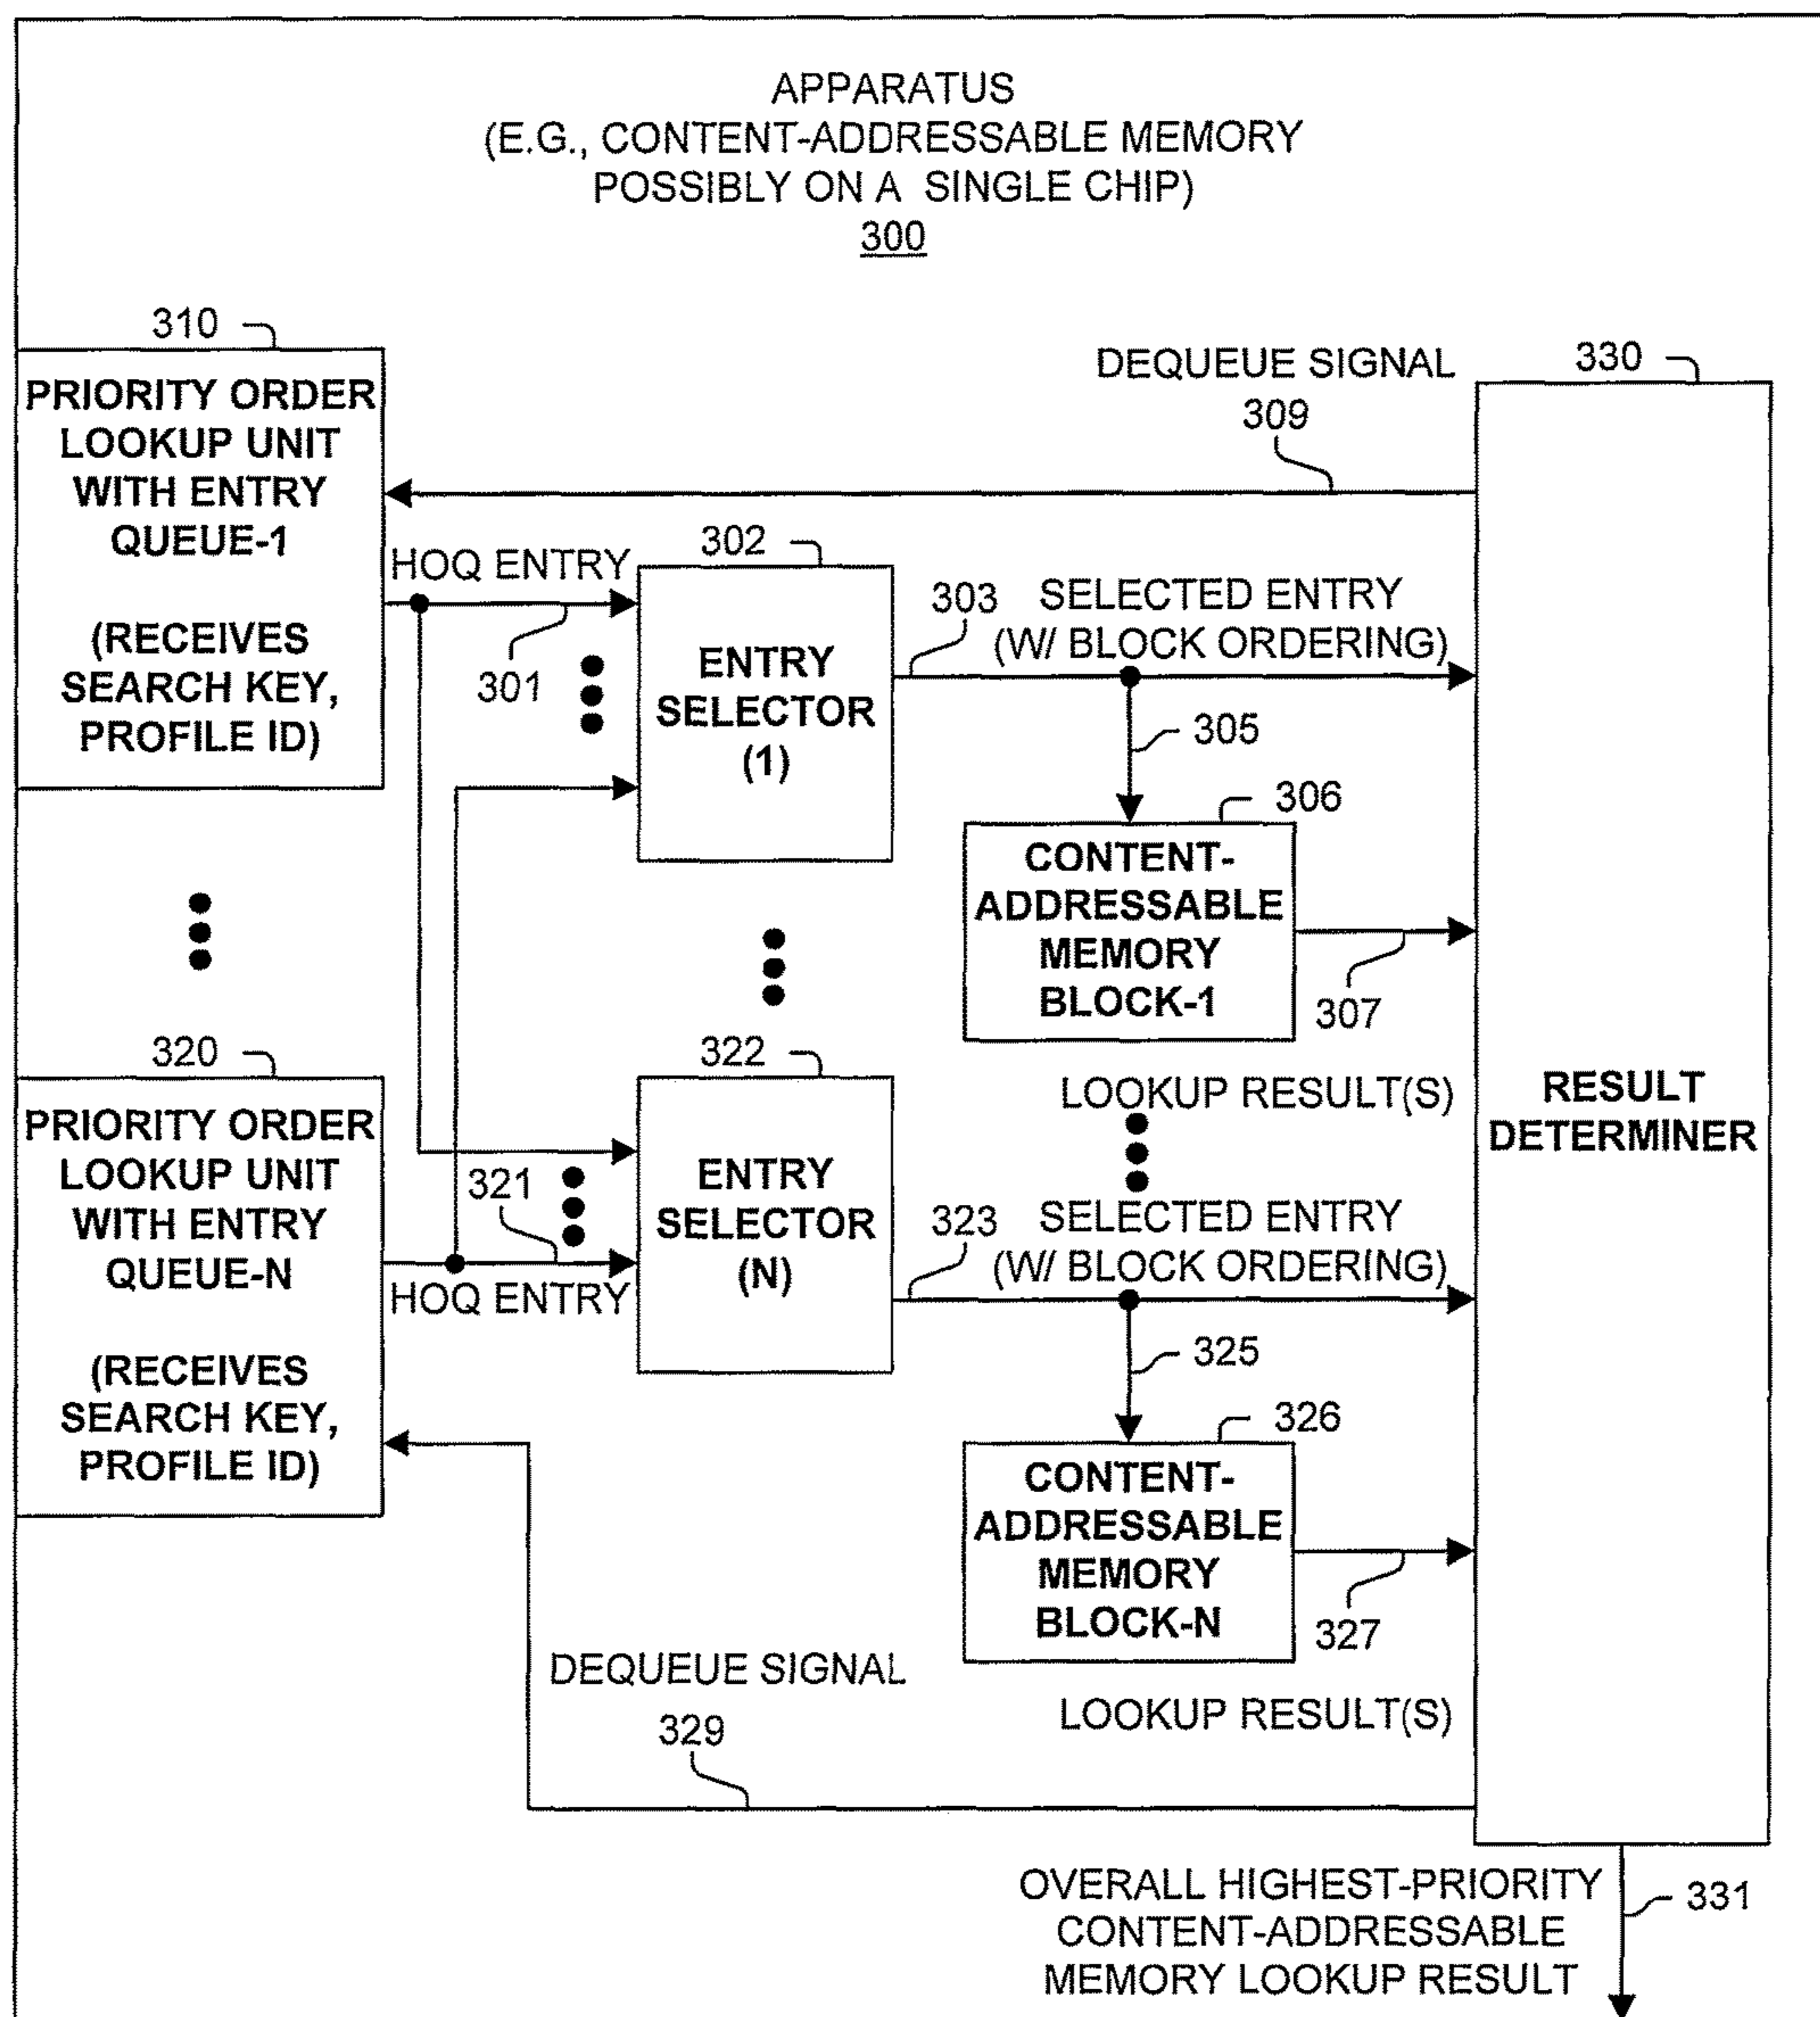 APPARATUS
(E.G., CONTENT-ADDRESSABLE MEMORY
POSSIBLY ON A SINGLE CHIP)
300
310
PRIORITY ORDER
LOOKUP UNIT
WITH ENTRY
QUEUE-1
(RECEIVES
SEARCH KEY,
PROFILE ID)
DEQUEUE SIGNAL
309
330
HOQ ENTRY
301
302
ENTRY
SELECTOR
(1)
303
SELECTED ENTRY
(W/ BLOCK ORDERING)
305
306
CONTENT-
ADDRESSABLE
MEMORY
BLOCK-1
307
LOOKUP RESULT(S)
RESULT
DETERMINER
320
PRIORITY ORDER
LOOKUP UNIT
WITH ENTRY
QUEUE-N
(RECEIVES
SEARCH KEY,
PROFILE ID)
321
HOQ ENTRY
322
ENTRY
SELECTOR
(N)
323
SELECTED ENTRY
(W/ BLOCK ORDERING)
325
326
CONTENT-
ADDRESSABLE
MEMORY
BLOCK-N
327
LOOKUP RESULT(S)
DEQUEUE SIGNAL
329
OVERALL HIGHEST-PRIORITY
CONTENT-ADDRESSABLE
MEMORY LOOKUP RESULT
331